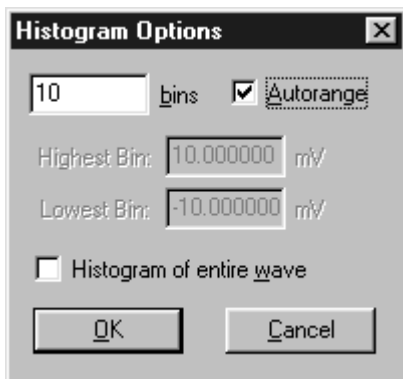 Histogram Options
10 bins Autorange
Highest Bin: 10.000000 mV
Lowest Bin: -10.000000 mV
Histogram of entire wave
OK Cancel